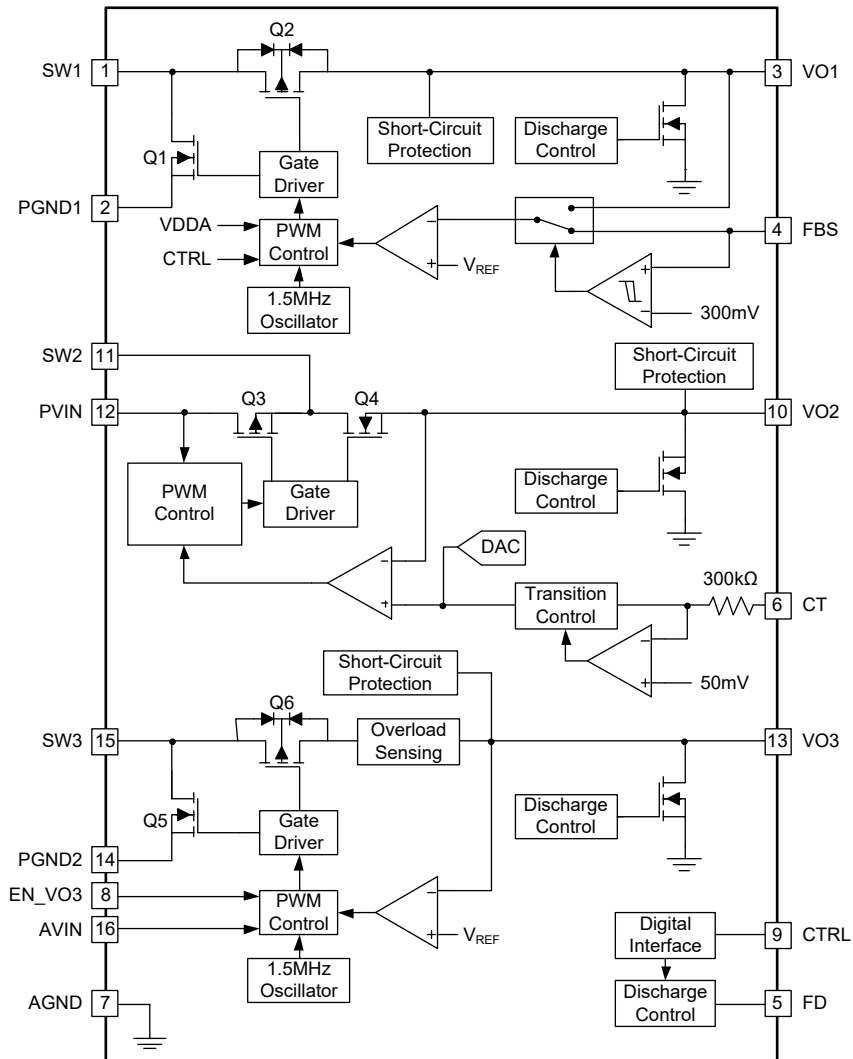 Q2
SW1
1
3
VO1
Short-Circuit
Protection
Discharge
Control
Q1
Gate
Driver
PGND1
2
VDDA
PWM
Control
CTRL
−
+
VREF
4
FBS
+
−
300mV
1.5MHz
Oscillator
SW2
11
Short-Circuit
Protection
Q3
Q4
PVIN
12
10
VO2
PWM
Control
Gate
Driver
Discharge
Control
DAC
−
+
300kΩ
Transition
Control
6
CT
−
+
50mV
Short-Circuit
Protection
Q6
SW3
15
Overload
Sensing
13
VO3
Q5
Gate
Driver
Discharge
Control
PGND2
14
EN_VO3
8
PWM
Control
−
+
VREF
AVIN
16
Digital
Interface
9
CTRL
1.5MHz
Oscillator
AGND
7
Discharge
Control
5
FD